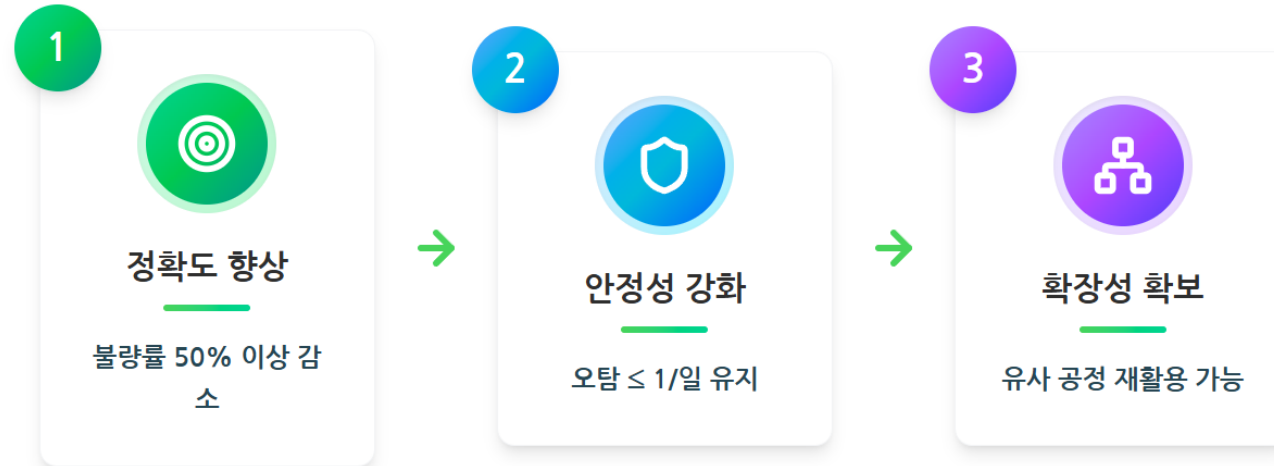 1
정확도 향상
불량률 50% 이상 감
소
2
안정성 강화
오탐 ≤ 1/일 유지
3
확장성 확보
유사 공정 재활용 가능